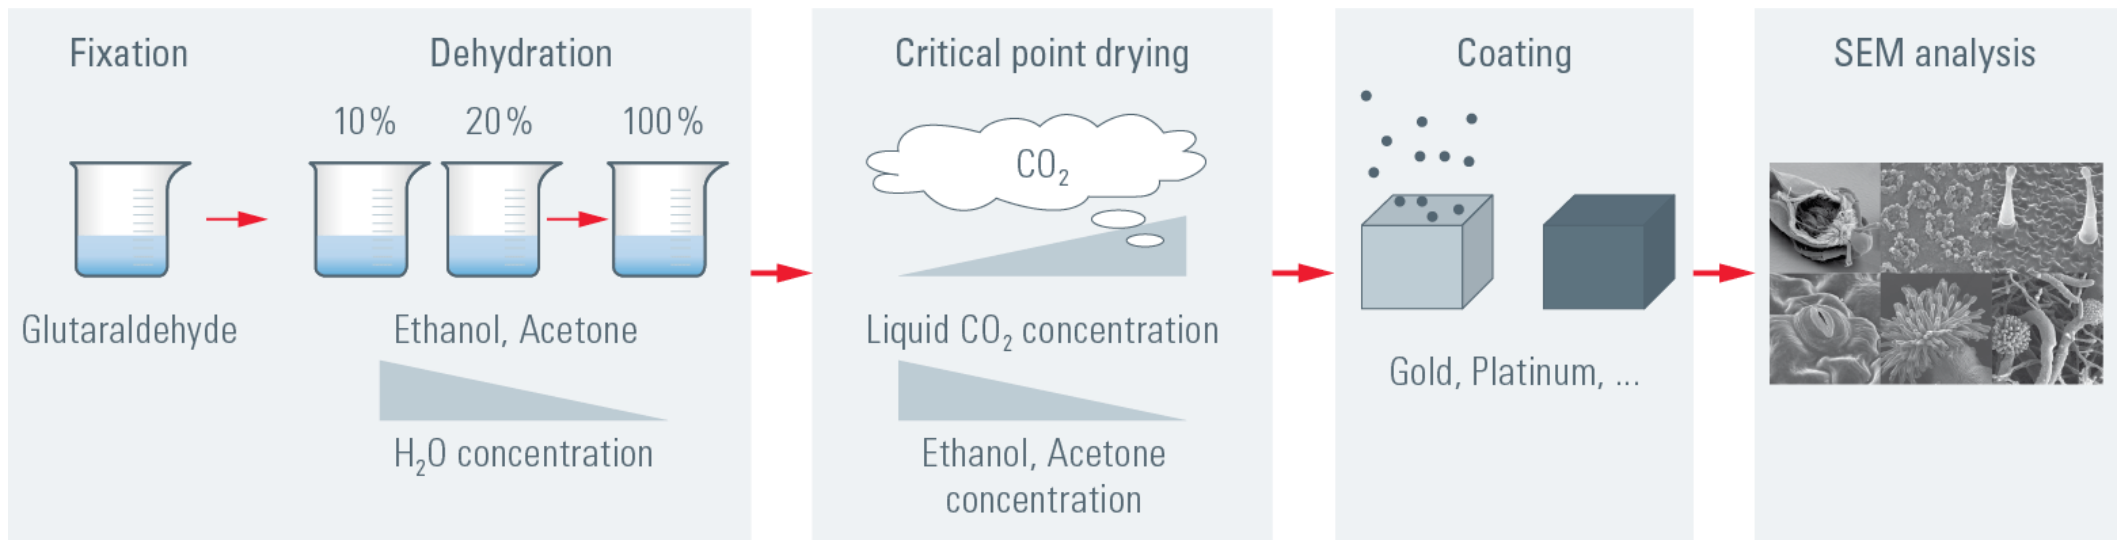 Fixation
Glutaraldehyde
Dehydration
10 %
20 %
100 %
Ethanol, Acetone
H₂O concentration
Critical point drying
CO₂
Liquid CO₂ concentration
Ethanol, Acetone
concentration
Coating
Gold, Platinum, ...
SEM analysis